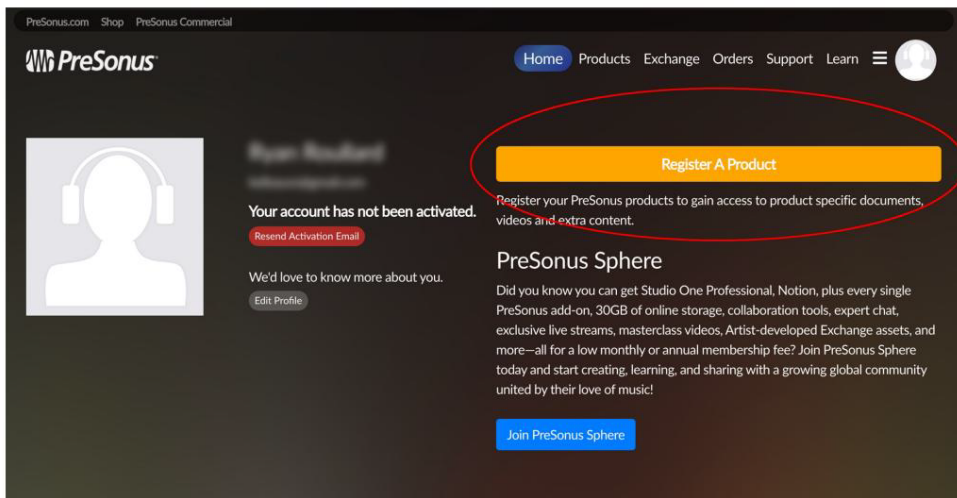 PreSonus.com Shop PreSonus Commercial
PreSonus
Home Products Exchange Orders Support Learn
Register A Product
Register your PreSonus products to gain access to product specific documents,
videos and extra content.
Your account has not been activated.
Resend Activation Email
We'd love to know more about you.
Edit Profile
PreSonus Sphere
Did you know you can get Studio One Professional, Notion, plus every single
PreSonus add-on, 30GB of online storage, collaboration tools, expert chat,
exclusive live streams, masterclass videos, Artist-developed Exchange assets, and
more—all for a low monthly or annual membership fee? Join PreSonus Sphere
today and start creating, learning, and sharing with a growing global community
united by their love of music!
Join PreSonus Sphere